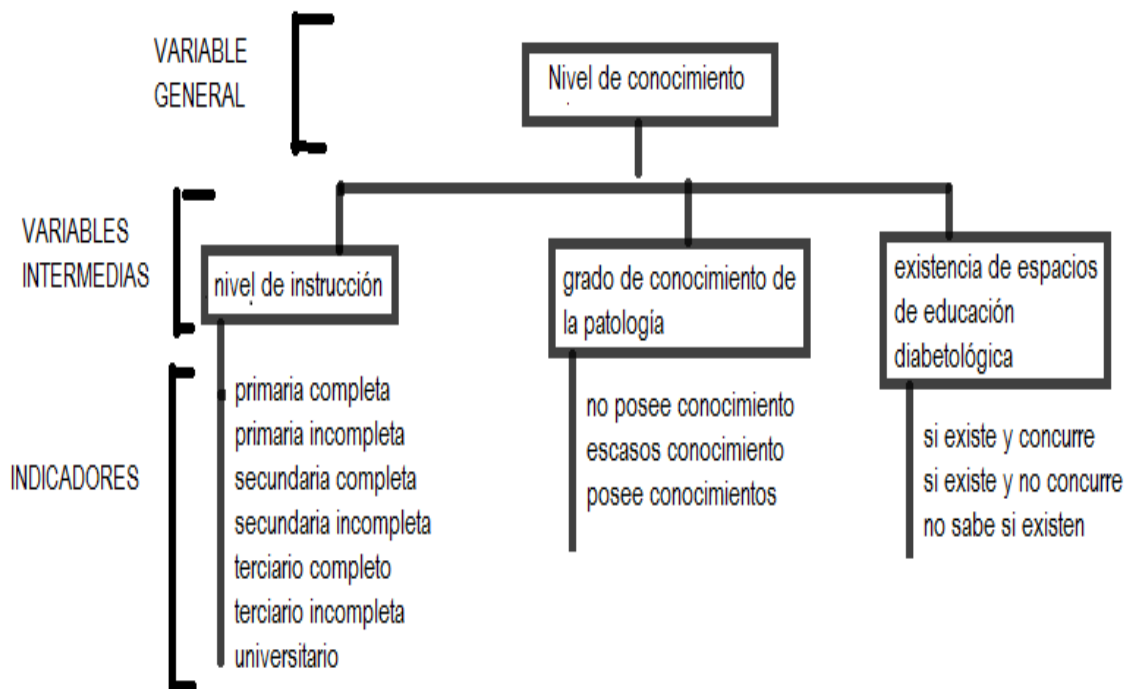 VARIABLE
GENERAL
Nivel de conocimiento
VARIABLES
INTERMEDIAS
nivel de instrucción
grado de conocimiento de
la patología
existencia de espacios
de educación
diabetológica
INDICADORES
primaria completa
primaria incompleta
secundaria completa
secundaria incompleta
terciario completo
terciario incompleta
universitario
no posee conocimiento
escasos conocimiento
posee conocimientos
si existe y concurre
si existe y no concurre
no sabe si existen